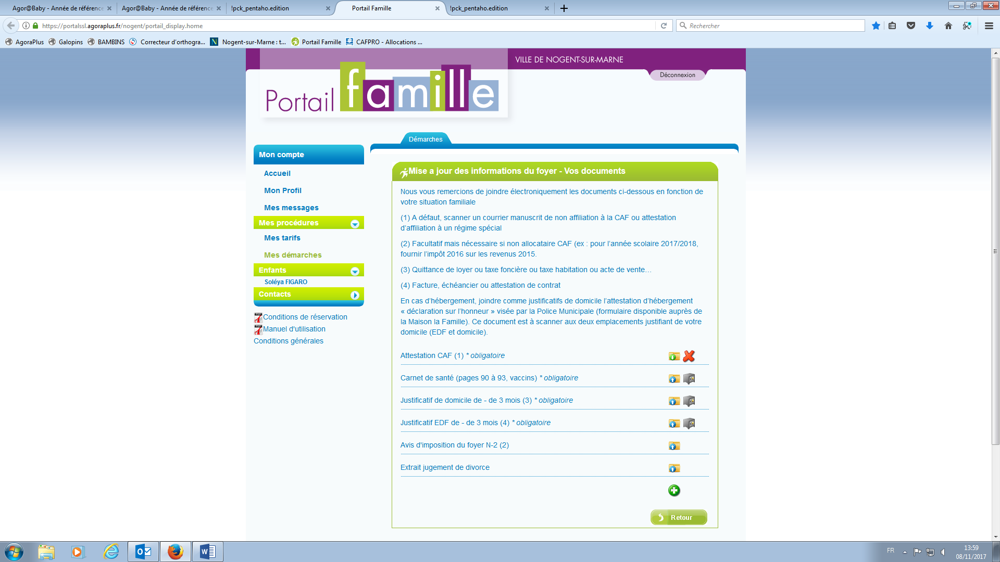 Agor@Baby - Année de référence
Agor@Baby - Année de référence
!pck_pentaho.edition
Portail Famille
!pck_pentaho.edition
https://portalssl.agoraplus.fr/nogent/portail_display.home
Rechercher
AgoraPlus
Galopins
BAMBINS
Correcteur d'orthogra...
Nogent-sur-Marne : t...
Portail Famille
CAFPRO - Allocations ...
VILLE DE NOGENT-SUR-MARNE
Déconnexion
Portail famille
Démarches
Mon compte
Accueil
Mon Profil
Mes messages
Mes procédures
Mes tarifs
Mes démarches
Enfants
Soléya FIGARO
Contacts
Conditions de réservation
Manuel d'utilisation
Conditions générales
Mise a jour des informations du foyer - Vos documents
Nous vous remercions de joindre électroniquement les documents ci-dessous en fonction de
votre situation familiale
(1) A défaut, scanner un courrier manuscrit de non affiliation à la CAF ou attestation
d'affiliation à un régime spécial
(2) Facultatif mais nécessaire si non allocataire CAF (ex : pour l'année scolaire 2017/2018,
fournir l'impôt 2016 sur les revenus 2015.
(3) Quittance de loyer ou taxe foncière ou taxe habitation ou acte de vente…
(4) Facture, échéancier ou attestation de contrat
En cas d'hébergement, joindre comme justificatifs de domicile l'attestation d'hébergement
« déclaration sur l'honneur » visée par la Police Municipale (formulaire disponible auprès de
la Maison la Famille). Ce document est à scanner aux deux emplacements justifiant de votre
domicile (EDF et domicile).
Attestation CAF (1) * obligatoire
Carnet de santé (pages 90 à 93, vaccins) * obligatoire
Justificatif de domicile de - de 3 mois (3) * obligatoire
Justificatif EDF de - de 3 mois (4) * obligatoire
Avis d'imposition du foyer N-2 (2)
Extrait jugement de divorce
Retour
FR
13:59
08/11/2017